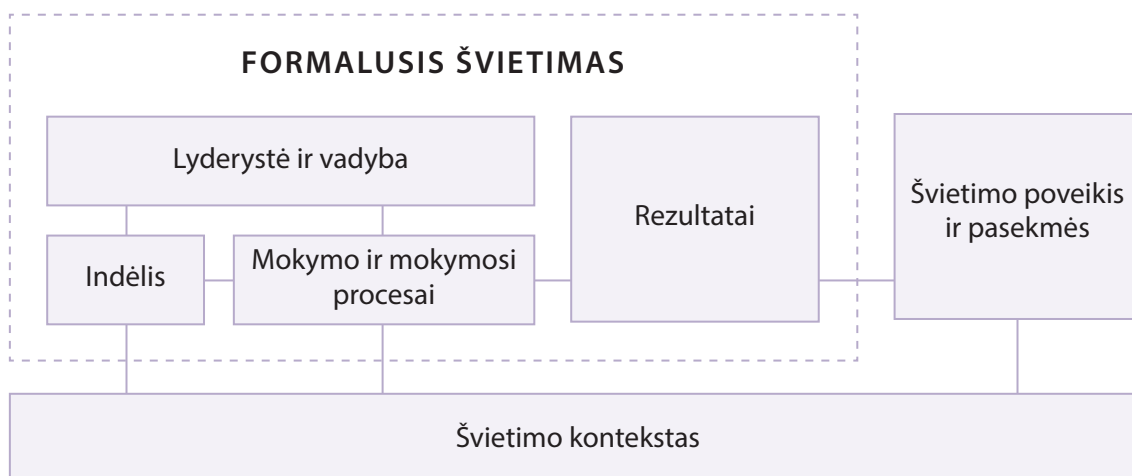 FORMALUSIS ŠVIETIMAS
Lyderystė ir vadyba
Rezultatai
Švietimo poveikis
ir pasekmės
Indėlis
Mokymo ir mokymosi
procesai
Švietimo kontekstas